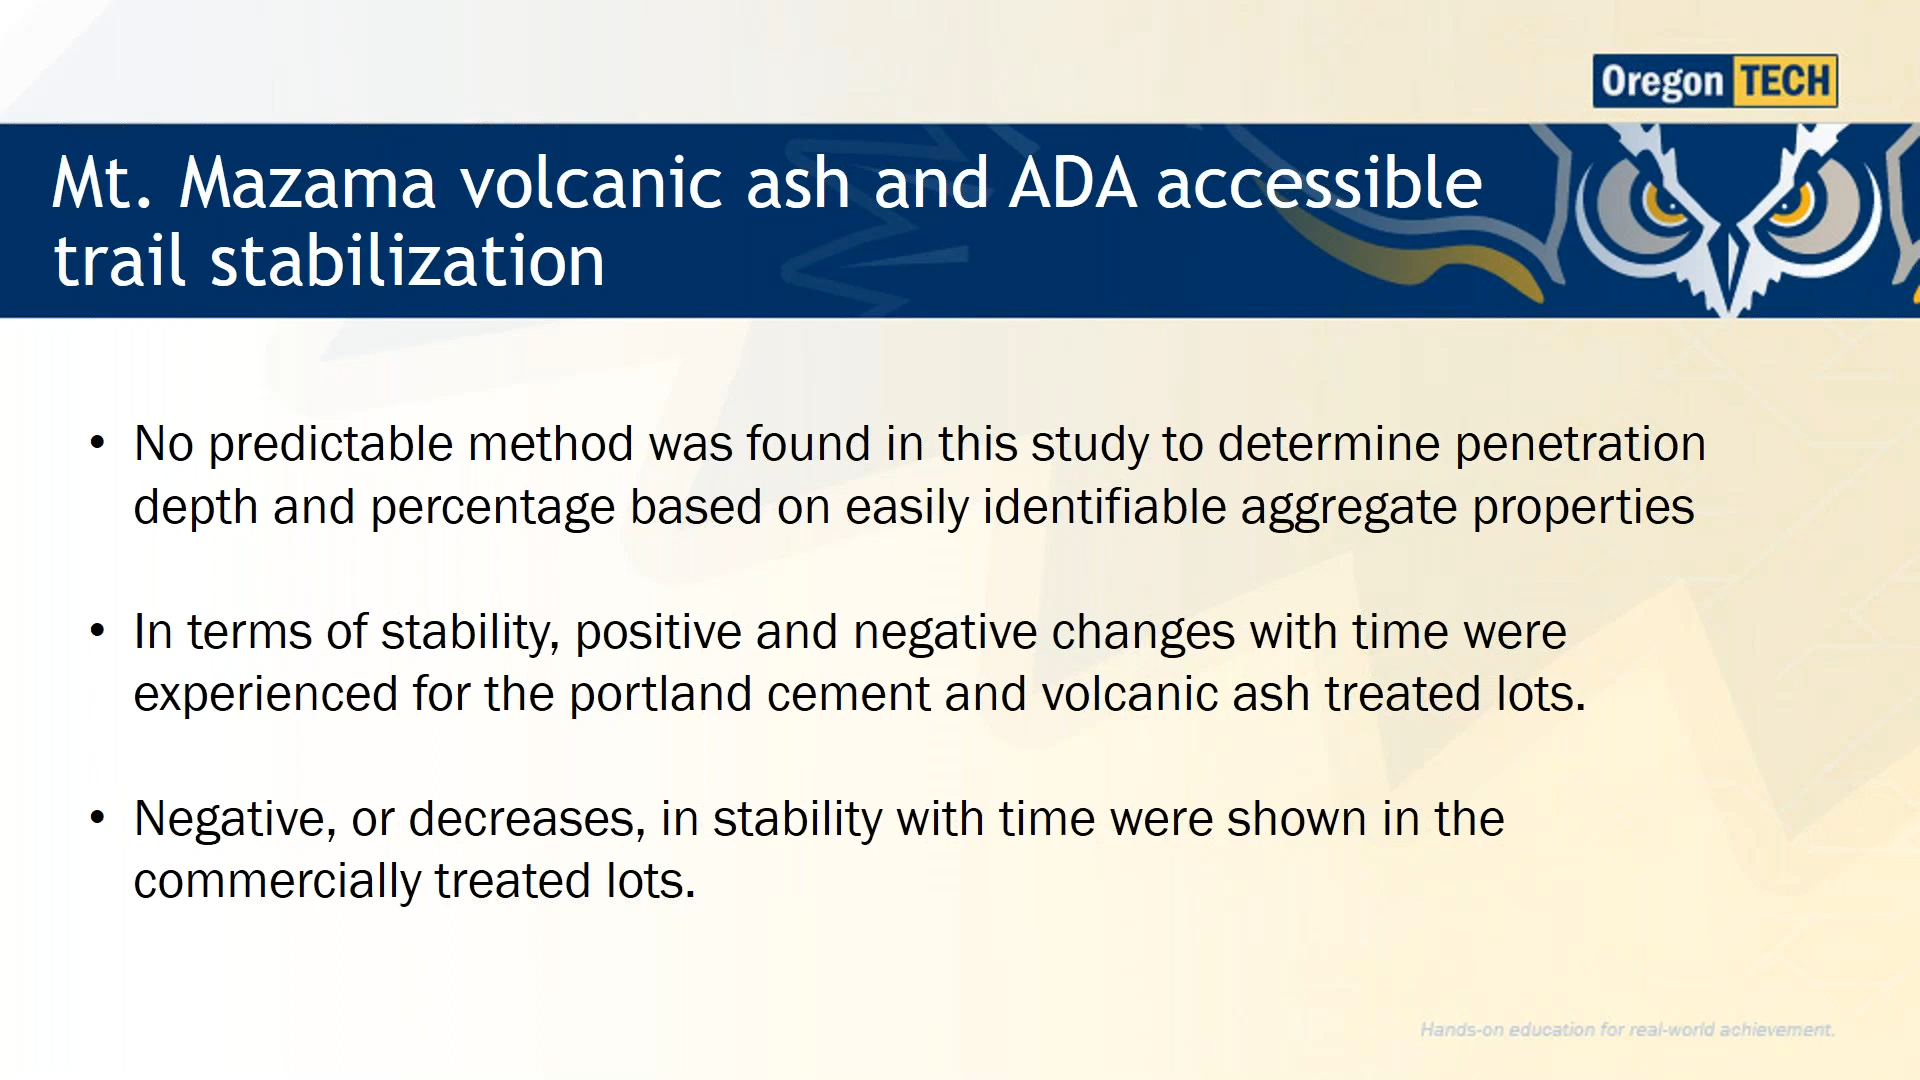 Oregon TECH
Mt. Mazama volcanic ash and ADA accessible
trail stabilization
• No predictable method was found in this study to determine penetration
depth and percentage based on easily identifiable aggregate properties
• In terms of stability, positive and negative changes with time were
experienced for the portland cement and volcanic ash treated lots.
• Negative, or decreases, in stability with time were shown in the
commercially treated lots.
Hands-on education for real-world achievement.